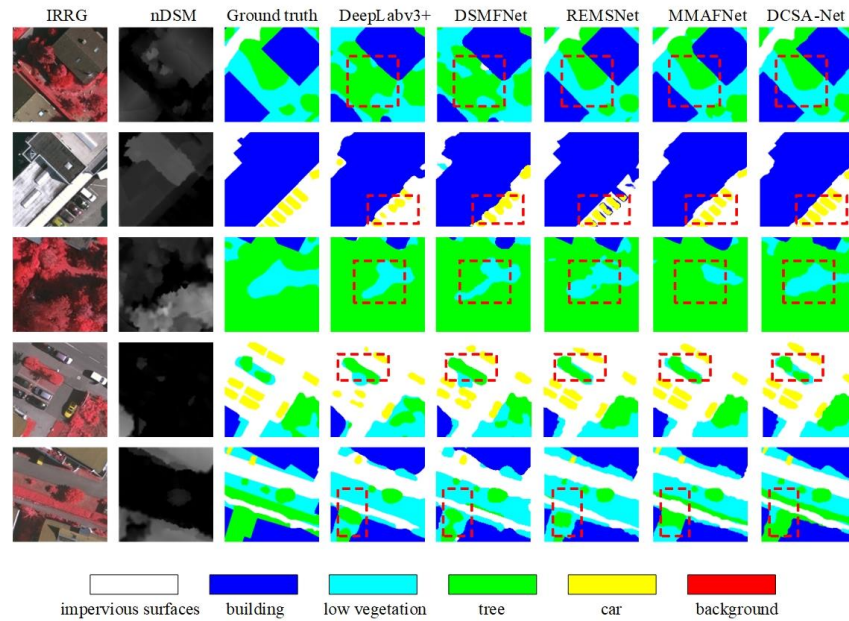 IRRG nDSM Ground truth DeepLabv3+ DSMFNet REMSNet MMAFNet DCSA-Net
impervious surfaces building low vegetation tree car background